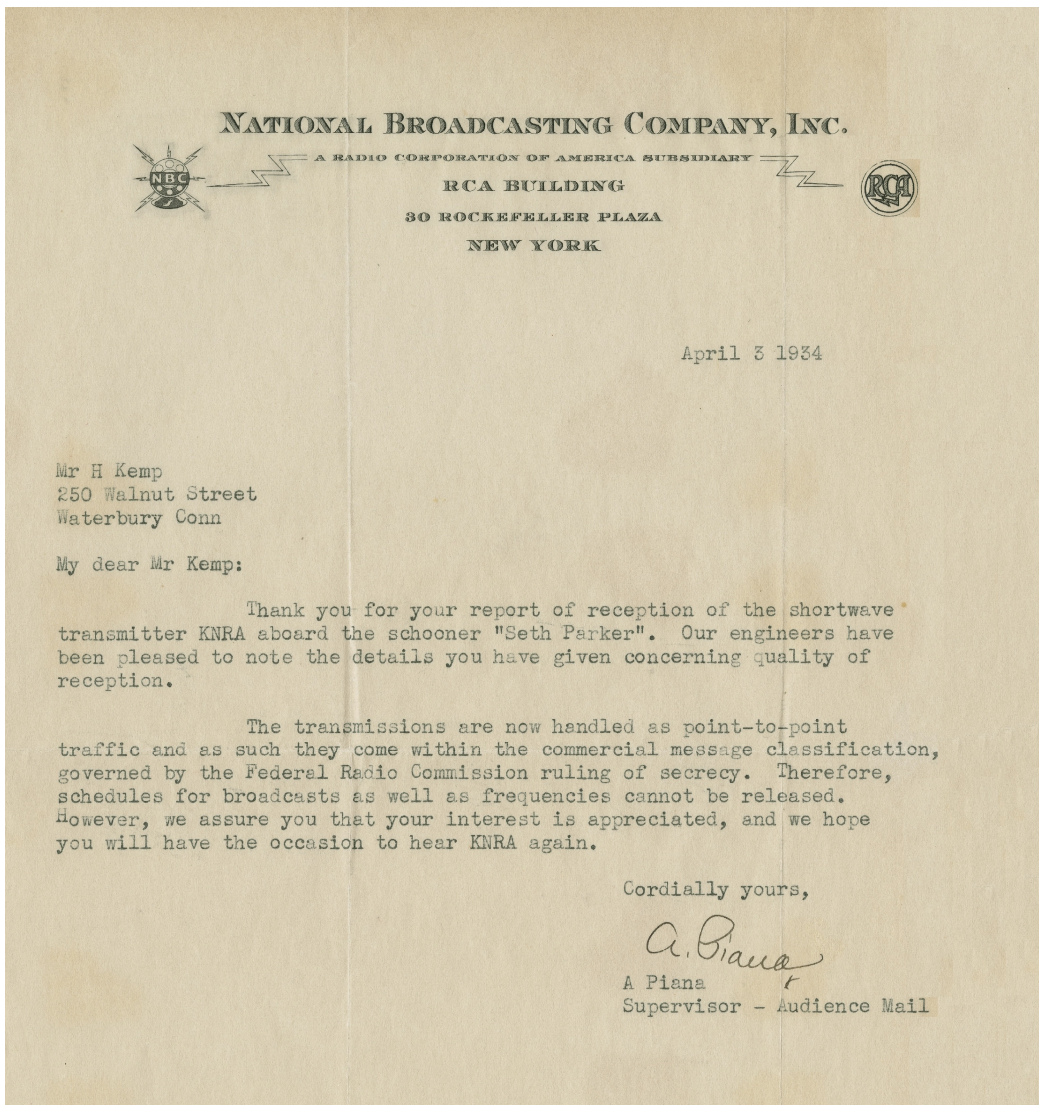 NATIONAL BROADCASTING COMPANY, INC.
A RADIO CORPORATION OF AMERICA SUBSIDIARY
NBC
RCA
RCA BUILDING
30 ROCKEFELLER PLAZA
NEW YORK
April 3 1934
Mr H Kemp
250 Walnut Street
Waterbury Conn
My dear Mr Kemp:
Thank you for your report of reception of the shortwave
transmitter KNRA aboard the schooner "Seth Parker". Our engineers have
been pleased to note the details you have given concerning quality of
reception.
The transmissions are now handled as point-to-point
traffic and as such they come within the commercial message classification,
governed by the Federal Radio Commission ruling of secrecy. Therefore,
schedules for broadcasts as well as frequencies cannot be released.
However, we assure you that your interest is appreciated, and we hope
you will have the occasion to hear KNRA again.
Cordially yours,
A. Piana
A Piana
Supervisor - Audience Mail